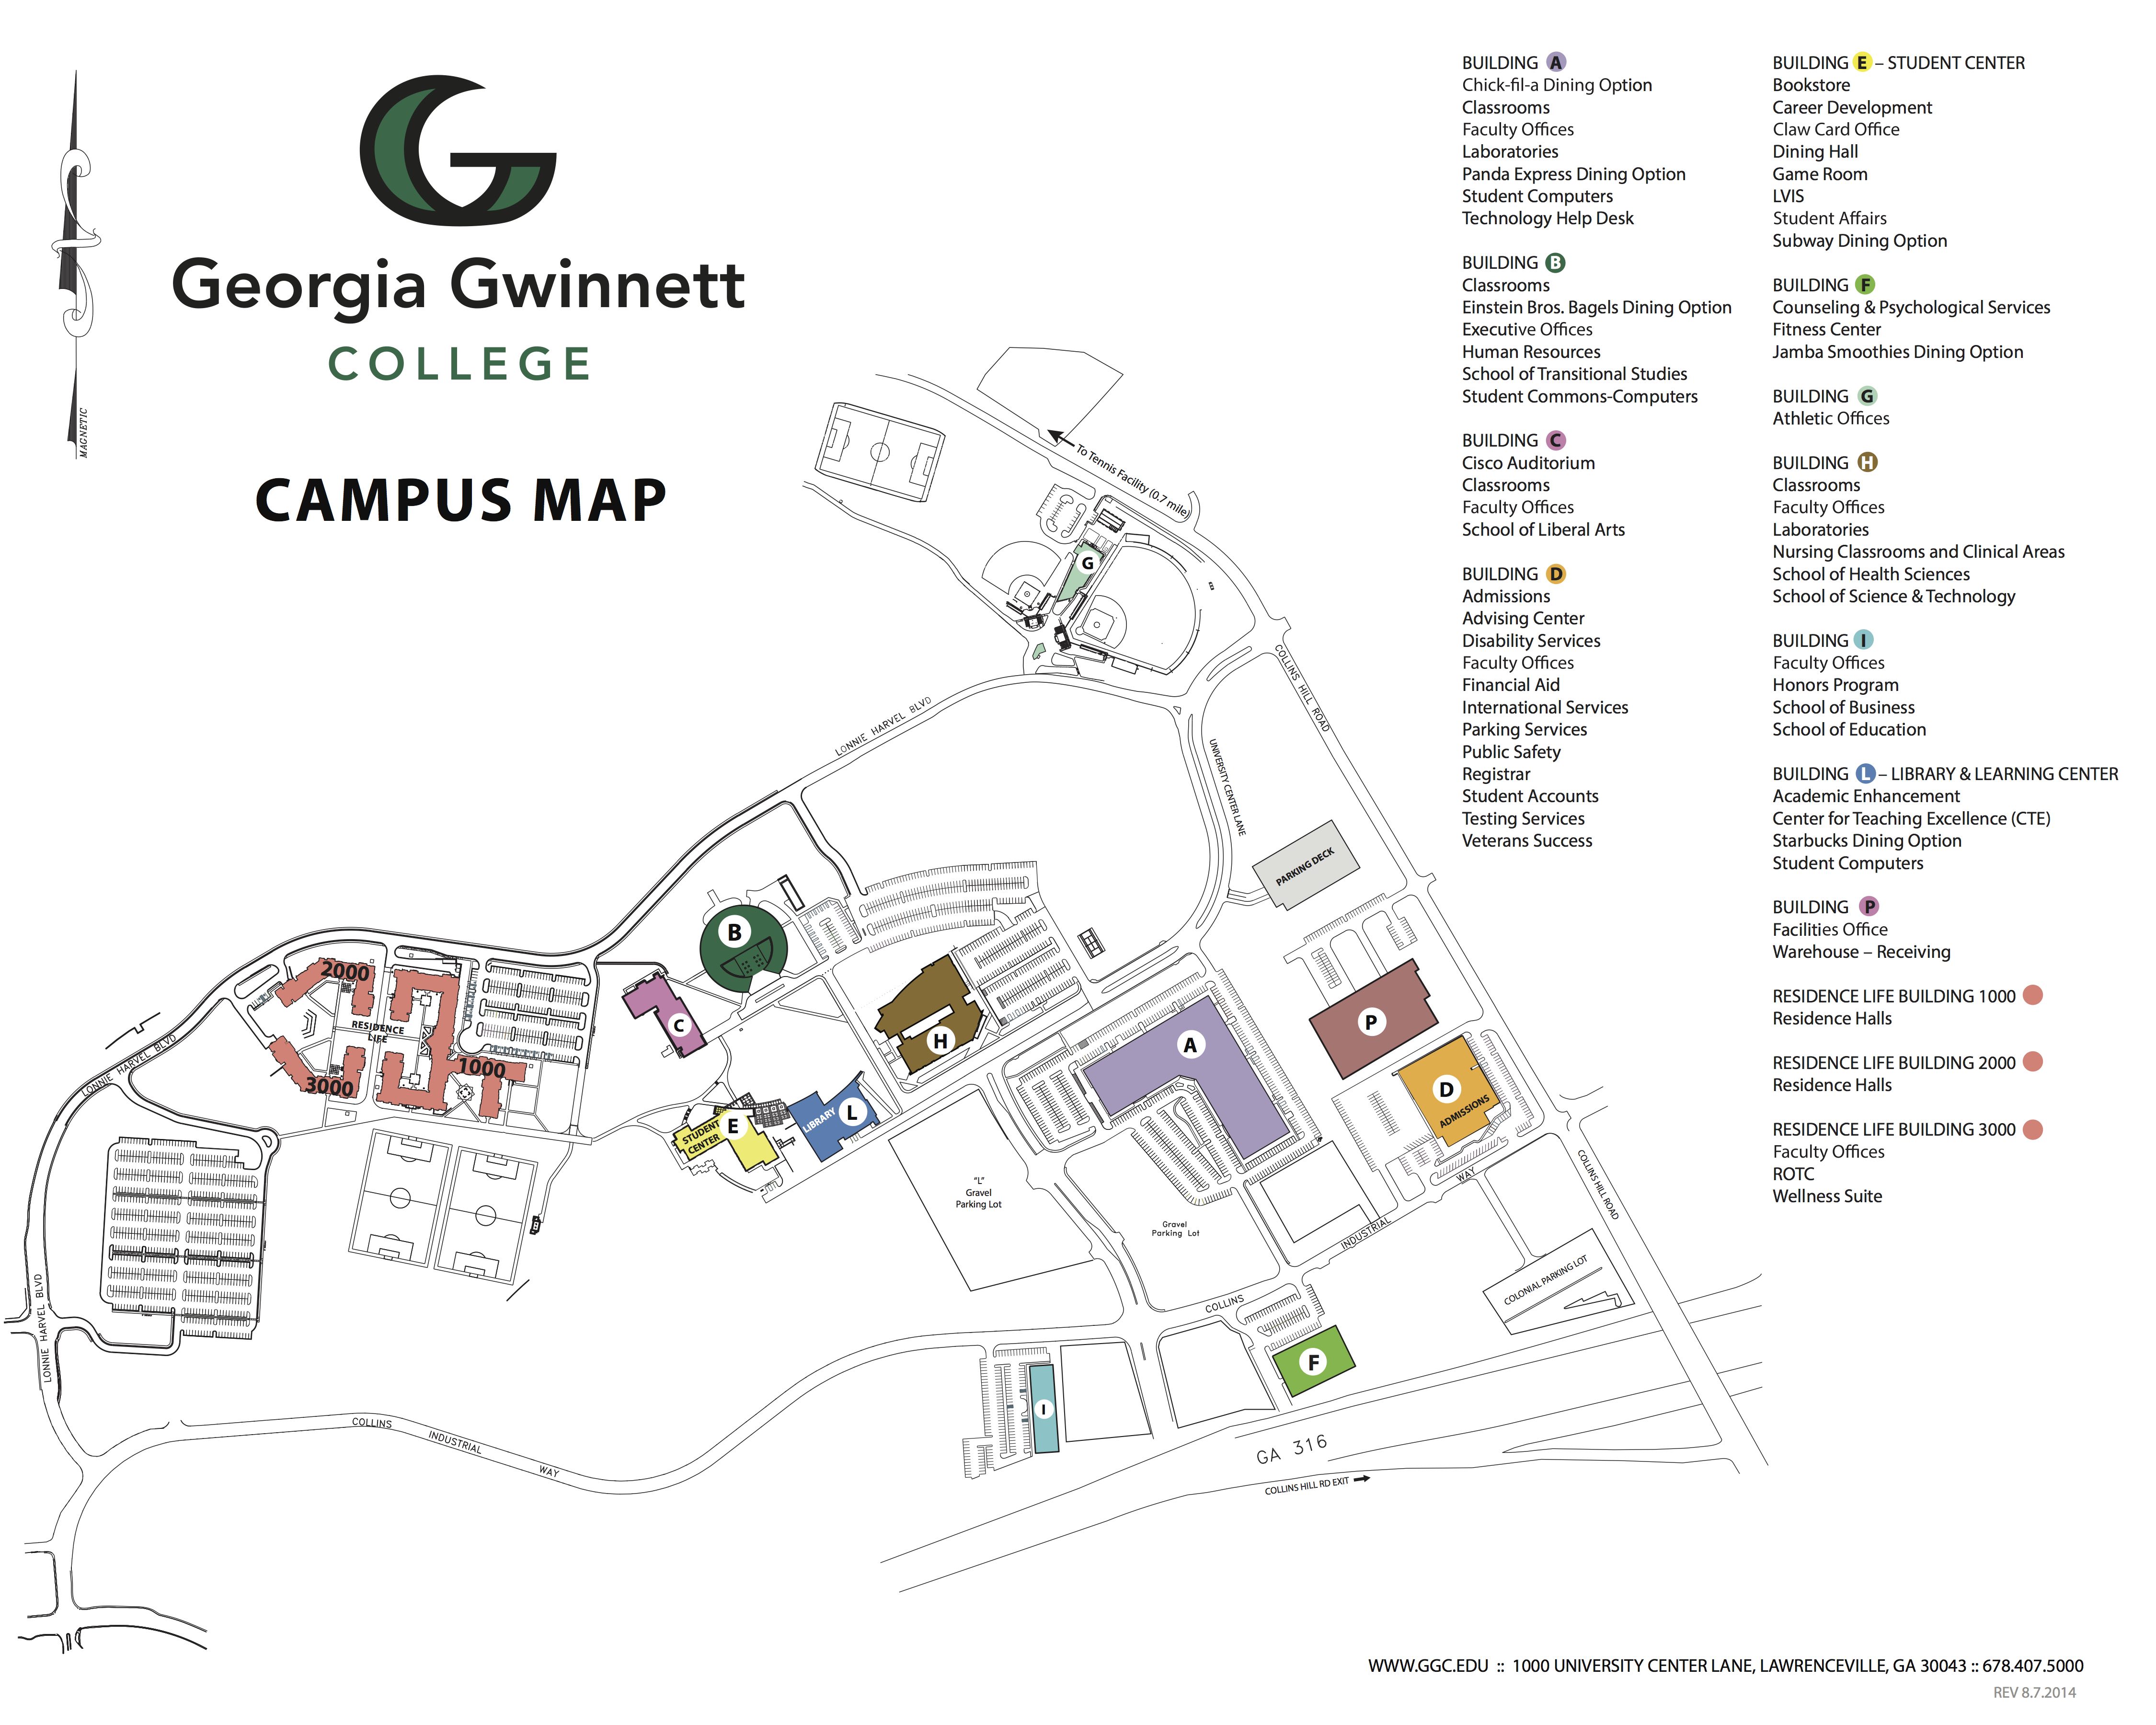 MAGNETIC
Georgia Gwinnett
COLLEGE
CAMPUS MAP
BUILDING A
Chick-fil-a Dining Option
Classrooms
Faculty Offices
Laboratories
Panda Express Dining Option
Student Computers
Technology Help Desk
BUILDING B
Classrooms
Einstein Bros. Bagels Dining Option
Executive Offices
Human Resources
School of Transitional Studies
Student Commons-Computers
BUILDING C
Cisco Auditorium
Classrooms
Faculty Offices
School of Liberal Arts
BUILDING D
Admissions
Advising Center
Disability Services
Faculty Offices
Financial Aid
International Services
Parking Services
Public Safety
Registrar
Student Accounts
Testing Services
Veterans Success
BUILDING E – STUDENT CENTER
Bookstore
Career Development
Claw Card Office
Dining Hall
Game Room
LVIS
Student Affairs
Subway Dining Option
BUILDING F
Counseling & Psychological Services
Fitness Center
Jamba Smoothies Dining Option
BUILDING G
Athletic Offices
BUILDING H
Classrooms
Faculty Offices
Laboratories
Nursing Classrooms and Clinical Areas
School of Health Sciences
School of Science & Technology
BUILDING I
Faculty Offices
Honors Program
School of Business
School of Education
BUILDING L – LIBRARY & LEARNING CENTER
Academic Enhancement
Center for Teaching Excellence (CTE)
Starbucks Dining Option
Student Computers
BUILDING P
Facilities Office
Warehouse – Receiving
RESIDENCE LIFE BUILDING 1000
Residence Halls
RESIDENCE LIFE BUILDING 2000
Residence Halls
RESIDENCE LIFE BUILDING 3000
Faculty Offices
ROTC
Wellness Suite
To Tennis Facility (0.7 mile)
G
COLLINS HILL ROAD
LONNIE HARVEL BLVD
UNIVERSITY CENTER LANE
PARKING DECK
B
2000
RESIDENCE
LIFE
1000
3000
C
H
A
P
D
ADMISSIONS
LONNIE HARVEL BLVD
STUDENT
CENTER
E
LIBRARY
L
"L"
Gravel
Parking Lot
Gravel
Parking Lot
COLLINS
INDUSTRIAL
WAY
COLLINS HILL ROAD
COLONIAL PARKING LOT
LONNIE HARVEL BLVD
F
I
COLLINS
INDUSTRIAL
WAY
GA 316
COLLINS HILL RD EXIT
WWW.GGC.EDU :: 1000 UNIVERSITY CENTER LANE, LAWRENCEVILLE, GA 30043 :: 678.407.5000
REV 8.7.2014